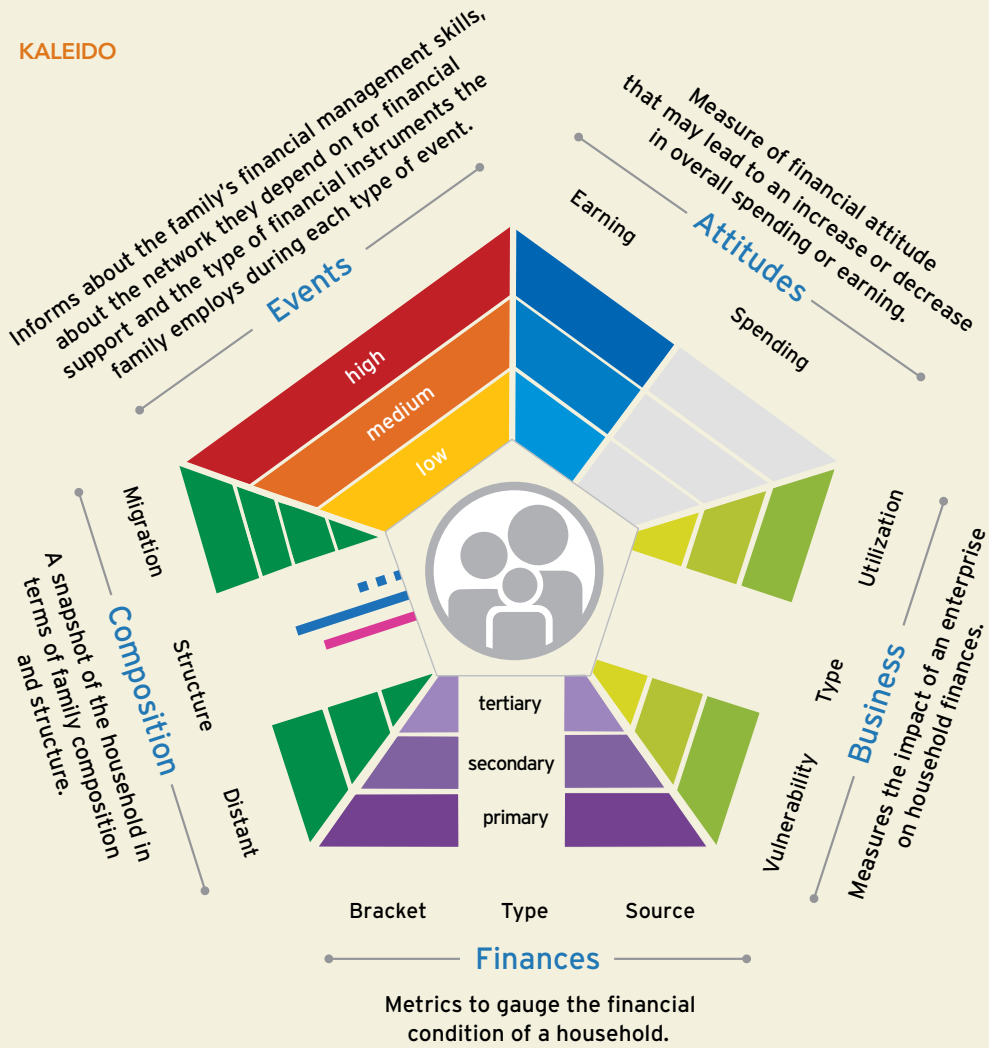 KALEIDO
Informs about the family's financial management skills,
about the network they depend on for financial
support and the type of financial instruments the
family employs during each type of event.
Events
high
medium
low
Measure of financial attitude
that may lead to an increase or decrease
in overall spending or earning.
Attitudes
Earning
Spending
Migration
Structure
Distant
Composition
A snapshot of the household in
terms of family composition
and structure.
Utilization
Type
Vulnerability
Business
Measures the impact of an enterprise
on household finances.
tertiary
secondary
primary
Bracket
Type
Source
Finances
Metrics to gauge the financial
condition of a household.